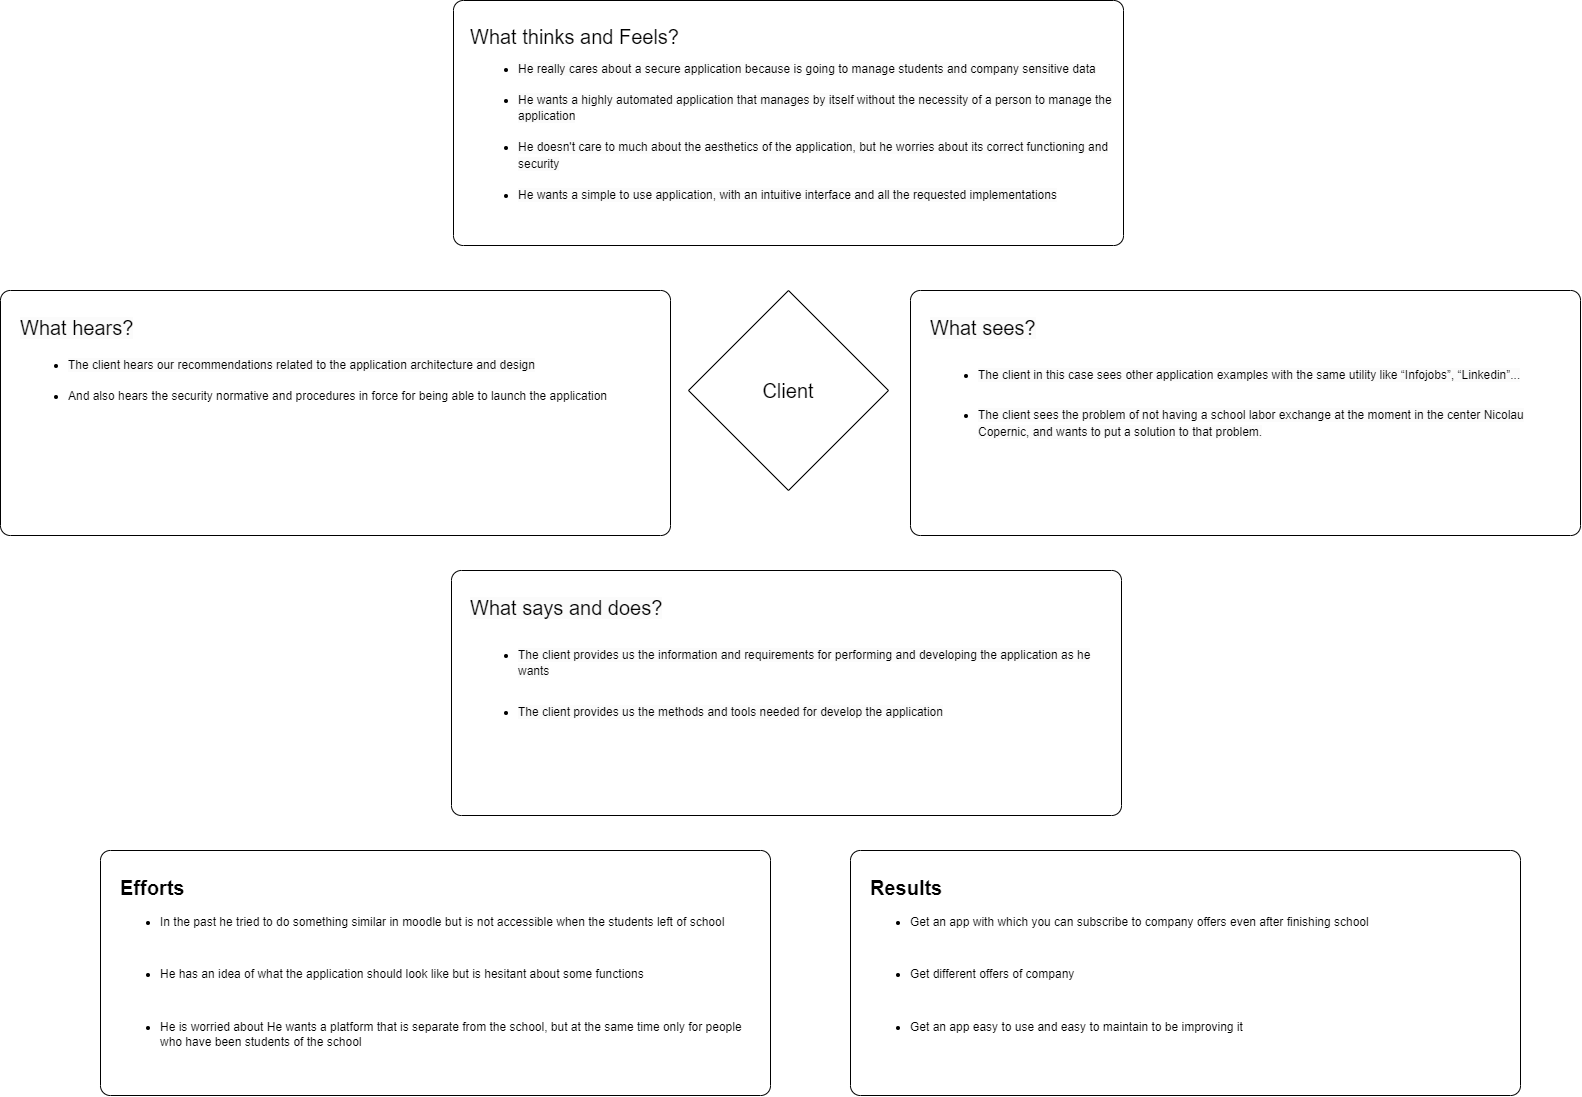 What thinks and Feels?
• He really cares about a secure application because is going to manage students and company sensitive data
• He wants a highly automated application that manages by itself without the necessity of a person to manage the
application
• He doesn't care to much about the aesthetics of the application, but he worries about its correct functioning and
security
• He wants a simple to use application, with an intuitive interface and all the requested implementations
What hears?
• The client hears our recommendations related to the application architecture and design
• And also hears the security normative and procedures in force for being able to launch the application
Client
What sees?
• The client in this case sees other application examples with the same utility like “Infojobs”, “Linkedin”...
• The client sees the problem of not having a school labor exchange at the moment in the center Nicolau
Copernic, and wants to put a solution to that problem.
What says and does?
• The client provides us the information and requirements for performing and developing the application as he
wants
• The client provides us the methods and tools needed for develop the application
Efforts
• In the past he tried to do something similar in moodle but is not accessible when the students left of school
• He has an idea of what the application should look like but is hesitant about some functions
• He is worried about He wants a platform that is separate from the school, but at the same time only for people
who have been students of the school
Results
• Get an app with which you can subscribe to company offers even after finishing school
• Get different offers of company
• Get an app easy to use and easy to maintain to be improving it